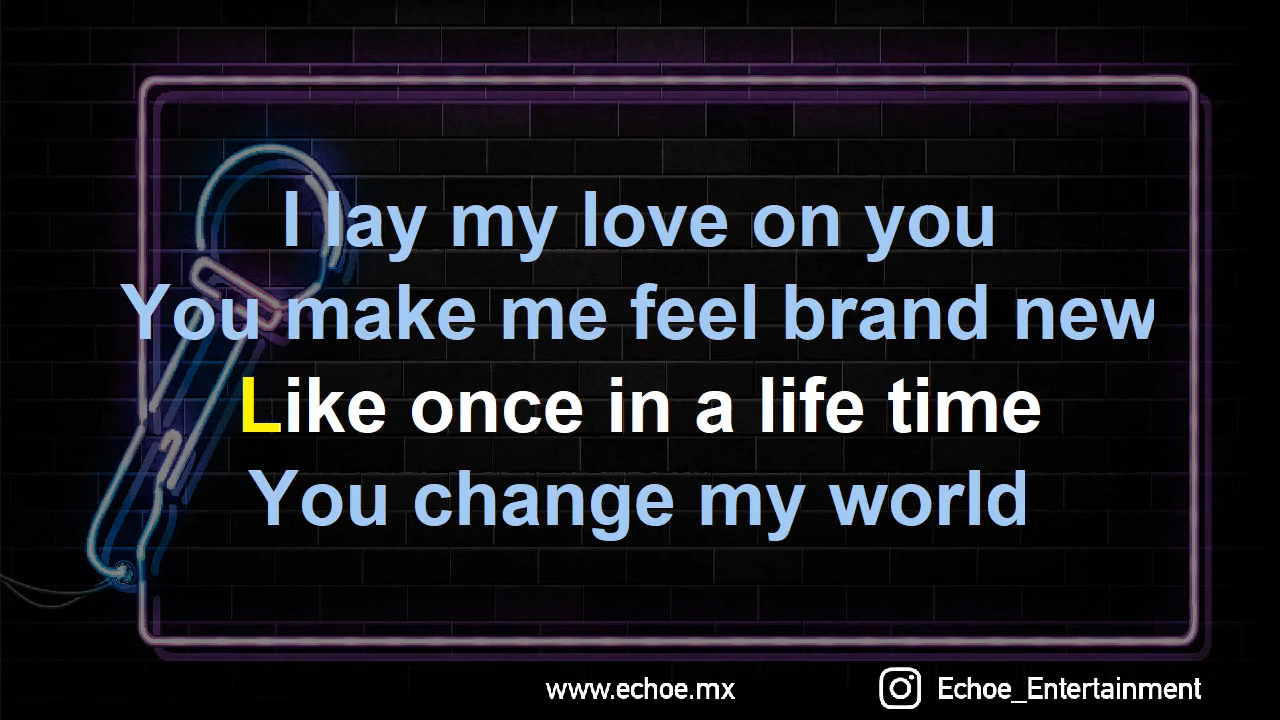 I lay my love on you
You make me feel brand new
Like once in a life time
You change my world
www.echoe.mx
Echoe_Entertainment